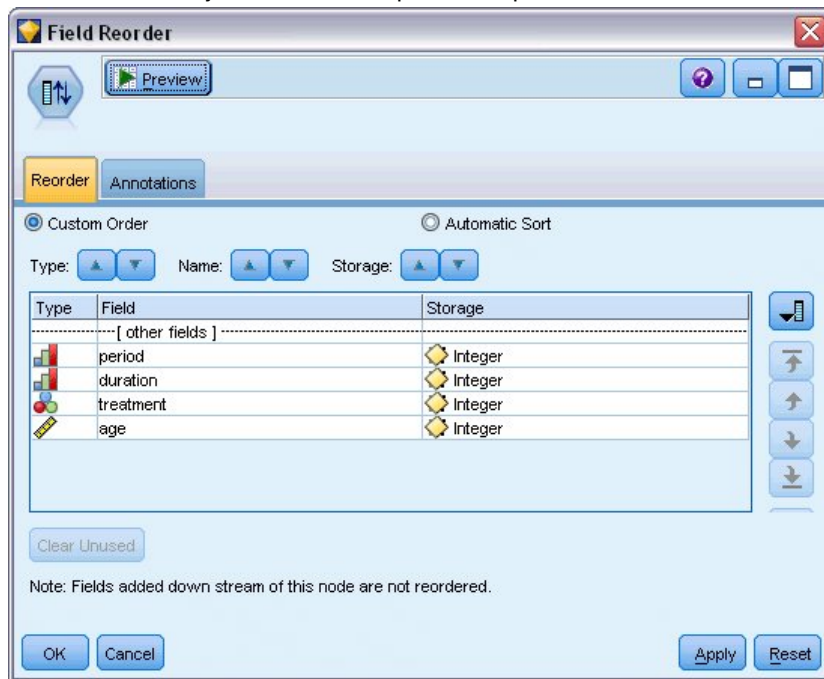 Field Reorder
Preview
Reorder Annotations
Custom Order Automatic Sort
Type: Name: Storage:
Type Field Storage
[ other fields ]
period Integer
duration Integer
treatment Integer
age Integer
Clear Unused
Note: Fields added down stream of this node are not reordered.
OK Cancel Apply Reset